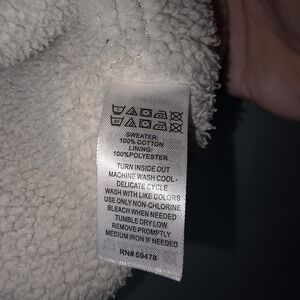 SWEATER:
100% COTTON
LINING:
100%POLYESTER
TURN INSIDE OUT
MACHINE WASH COOL-
DELICATE CYCLE
WASH WITH LIKE COLORS
USE ONLY NON-CHLORINE
BLEACH WHEN NEEDED
TUMBLE DRY LOW
REMOVE PROMPTLY
MEDIUM IRON IF NEEDED
RN# 59478